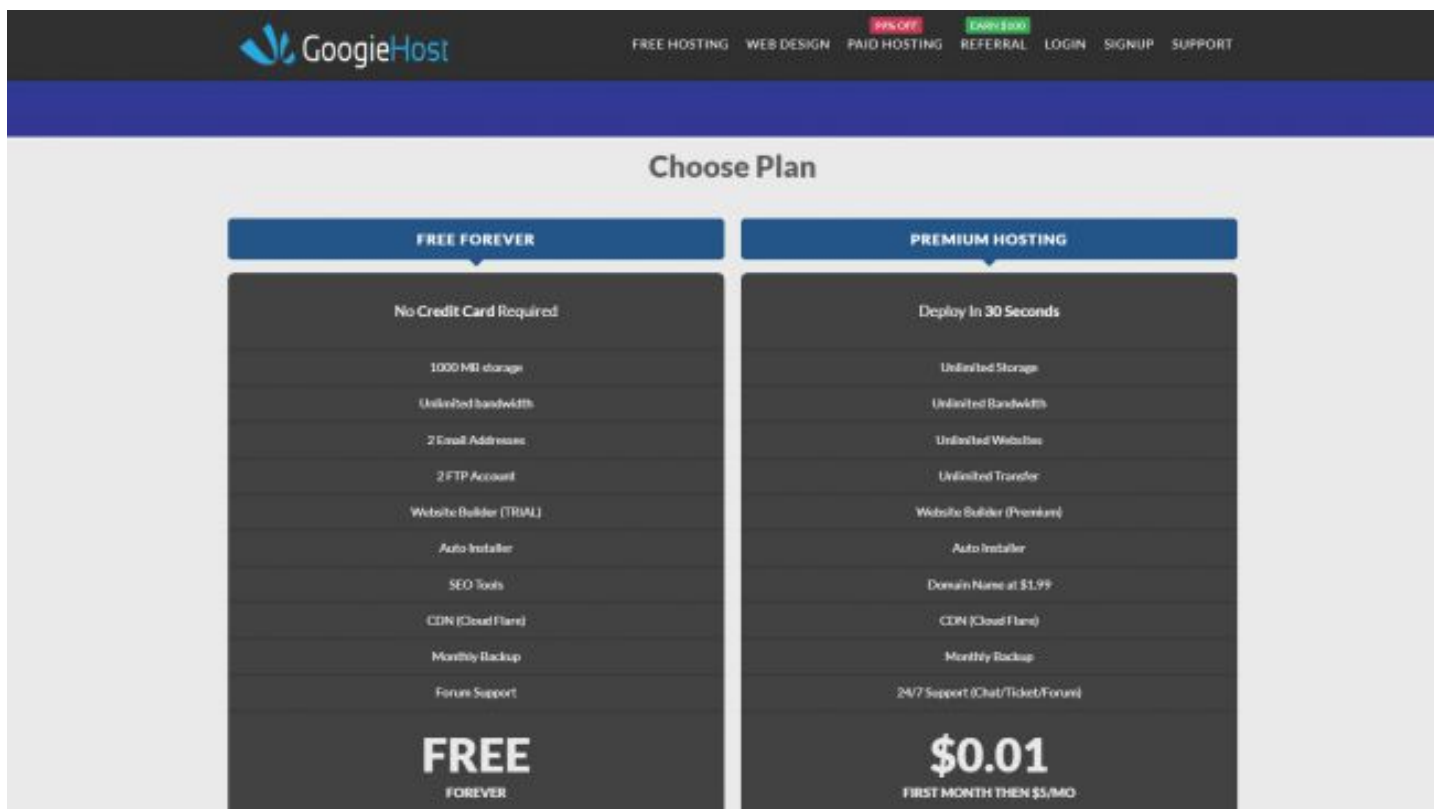 GoogieHost
99% OFF
EARN $100
FREE HOSTING WEB DESIGN PAID HOSTING REFERRAL LOGIN SIGNUP SUPPORT
Choose Plan
FREE FOREVER
No Credit Card Required
1000 MB storage
Unlimited bandwidth
2 Email Addresses
2 FTP Account
Website Builder (TRIAL)
Auto Installer
SEO Tools
CDN (Cloud Flare)
Monthly Backup
Forum Support
FREE
FOREVER
PREMIUM HOSTING
Deploy In 30 Seconds
Unlimited Storage
Unlimited Bandwidth
Unlimited Websites
Unlimited Transfer
Website Builder (Premium)
Auto Installer
Domain Name at $1.99
CDN (Cloud Flare)
Monthly Backup
24/7 Support (Chat/Ticket/Forum)
$0.01
FIRST MONTH THEN $5/MO